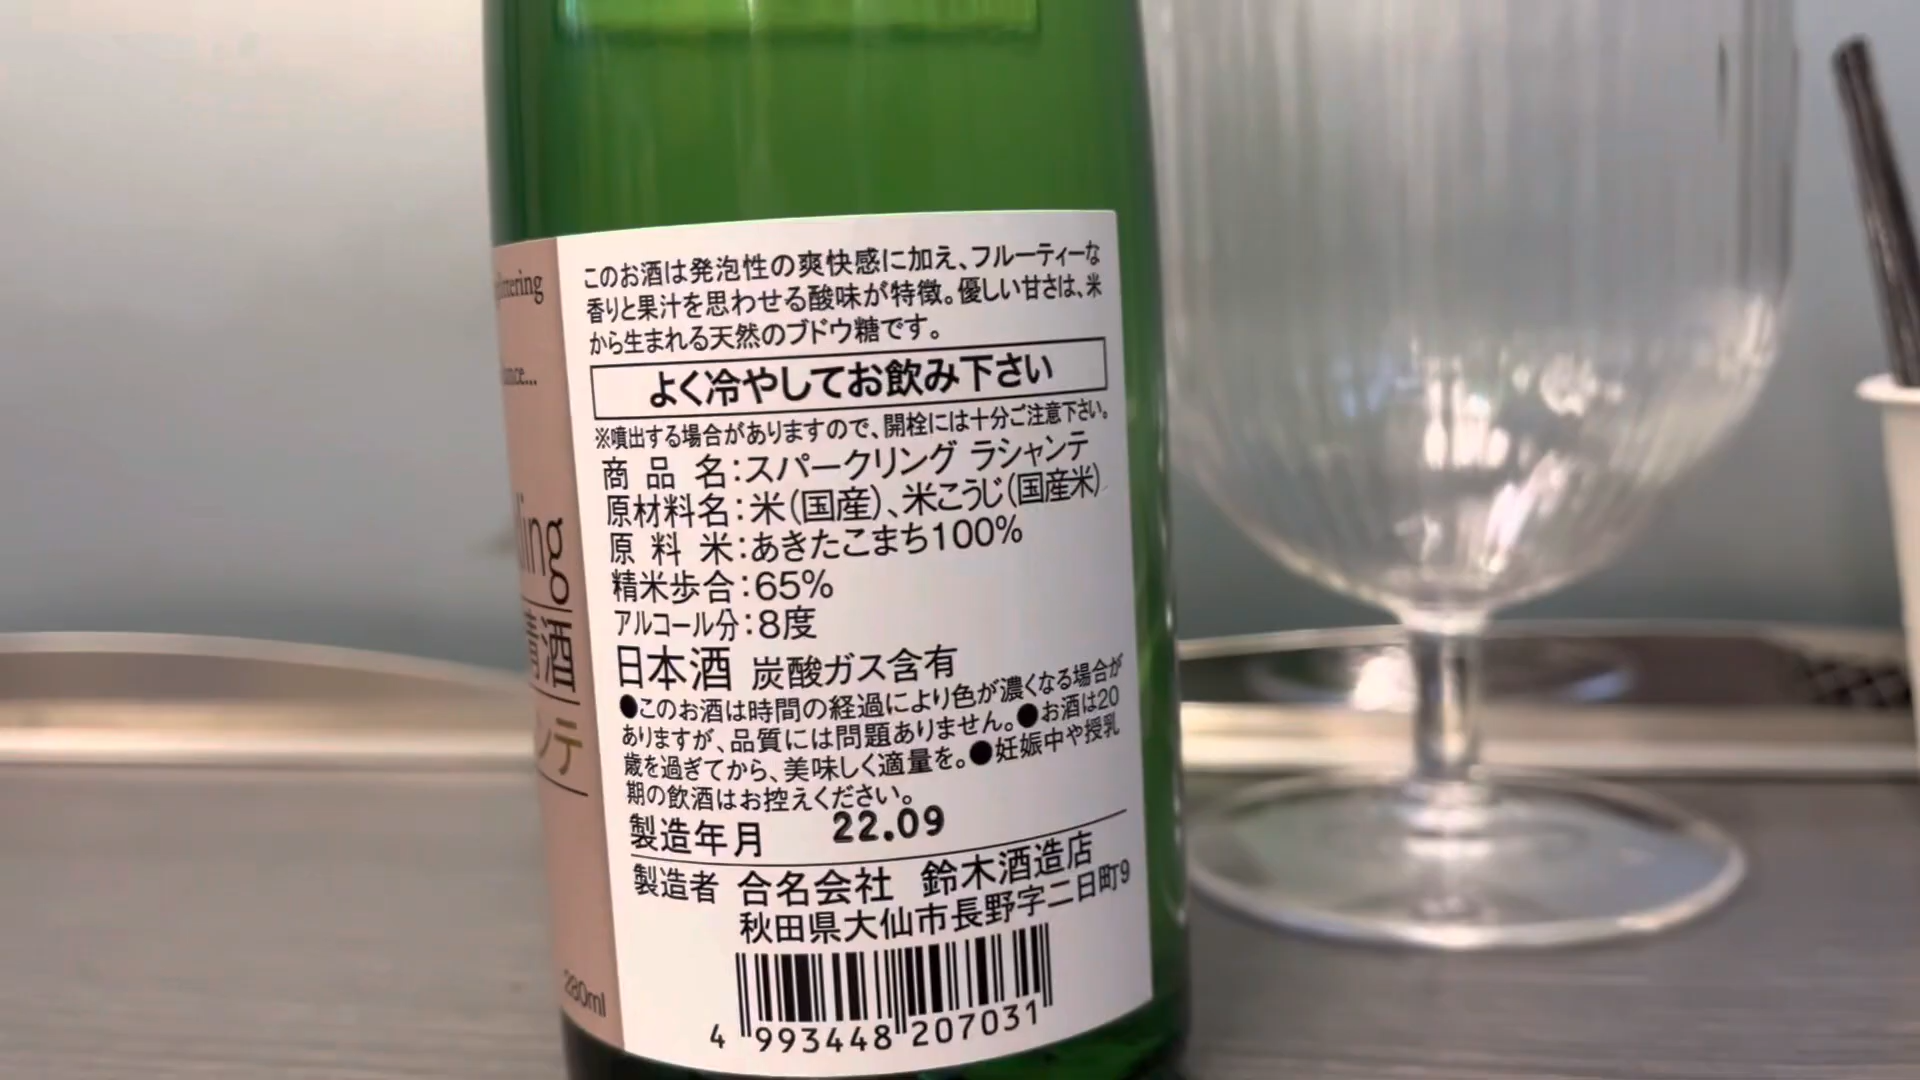 このお酒は発泡性の爽快感に加え、フルーティーな
香りと果汁を思わせる酸味が特徴。優しい甘さは、米
から生まれる天然のブドウ糖です。
よく冷やしてお飲み下さい
※噴出する場合がありますので、開栓には十分ご注意下さい。
商品名：スパークリング ラシャンテ
原材料名：米（国産）、米こうじ（国産米）
原料米：あきたこまち100%
精米歩合：65%
アルコール分：8度
日本酒 炭酸ガス含有
●このお酒は時間の経過により色が濃くなる場合が
ありますが、品質には問題ありません。●お酒は20
歳を過ぎてから、美味しく適量を。●妊娠中や授乳
期の飲酒はお控えください。
製造年月 22.09
製造者 合名会社 鈴木酒造店
秋田県大仙市長野字二日町9
4 993448 207031
ling
清酒
ンテ
280ml